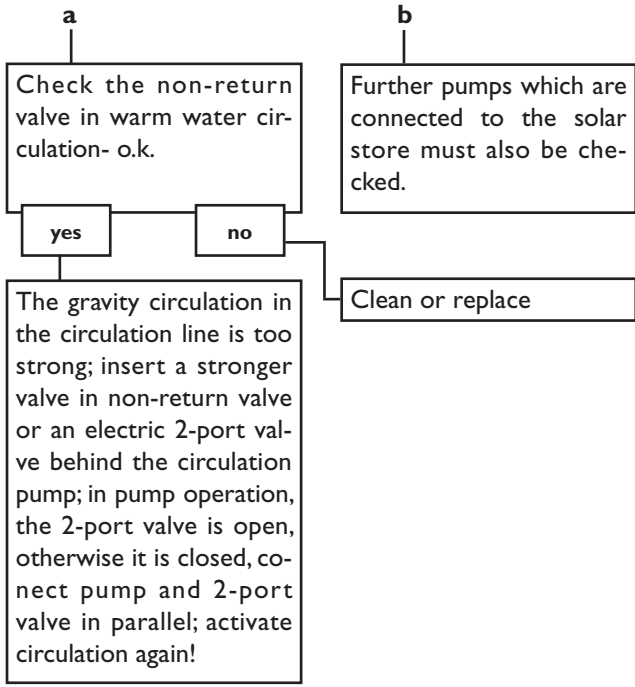 a
Check the non-return
valve in warm water cir-
culation- o.k.
yes
no
The gravity circulation in
the circulation line is too
strong; insert a stronger
valve in non-return valve
or an electric 2-port val-
ve behind the circulation
pump; in pump operation,
the 2-port valve is open,
otherwise it is closed, co-
nect pump and 2-port
valve in parallel; activate
circulation again!
b
Further pumps which are
connected to the solar
store must also be che-
cked.
Clean or replace